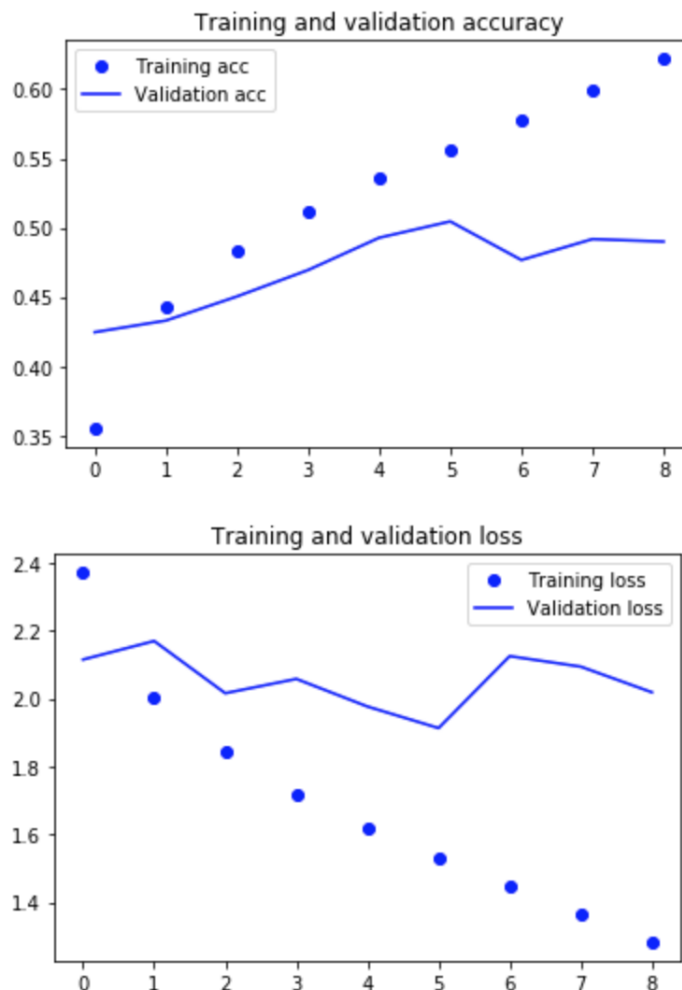 Training and validation accuracy
Training acc
Validation acc
0.60
0.55
0.50
0.45
0.40
0.35
0 1 2 3 4 5 6 7 8
Training and validation loss
2.4
Training loss
Validation loss
2.2
2.0
1.8
1.6
1.4
0 1 2 3 4 5 6 7 8